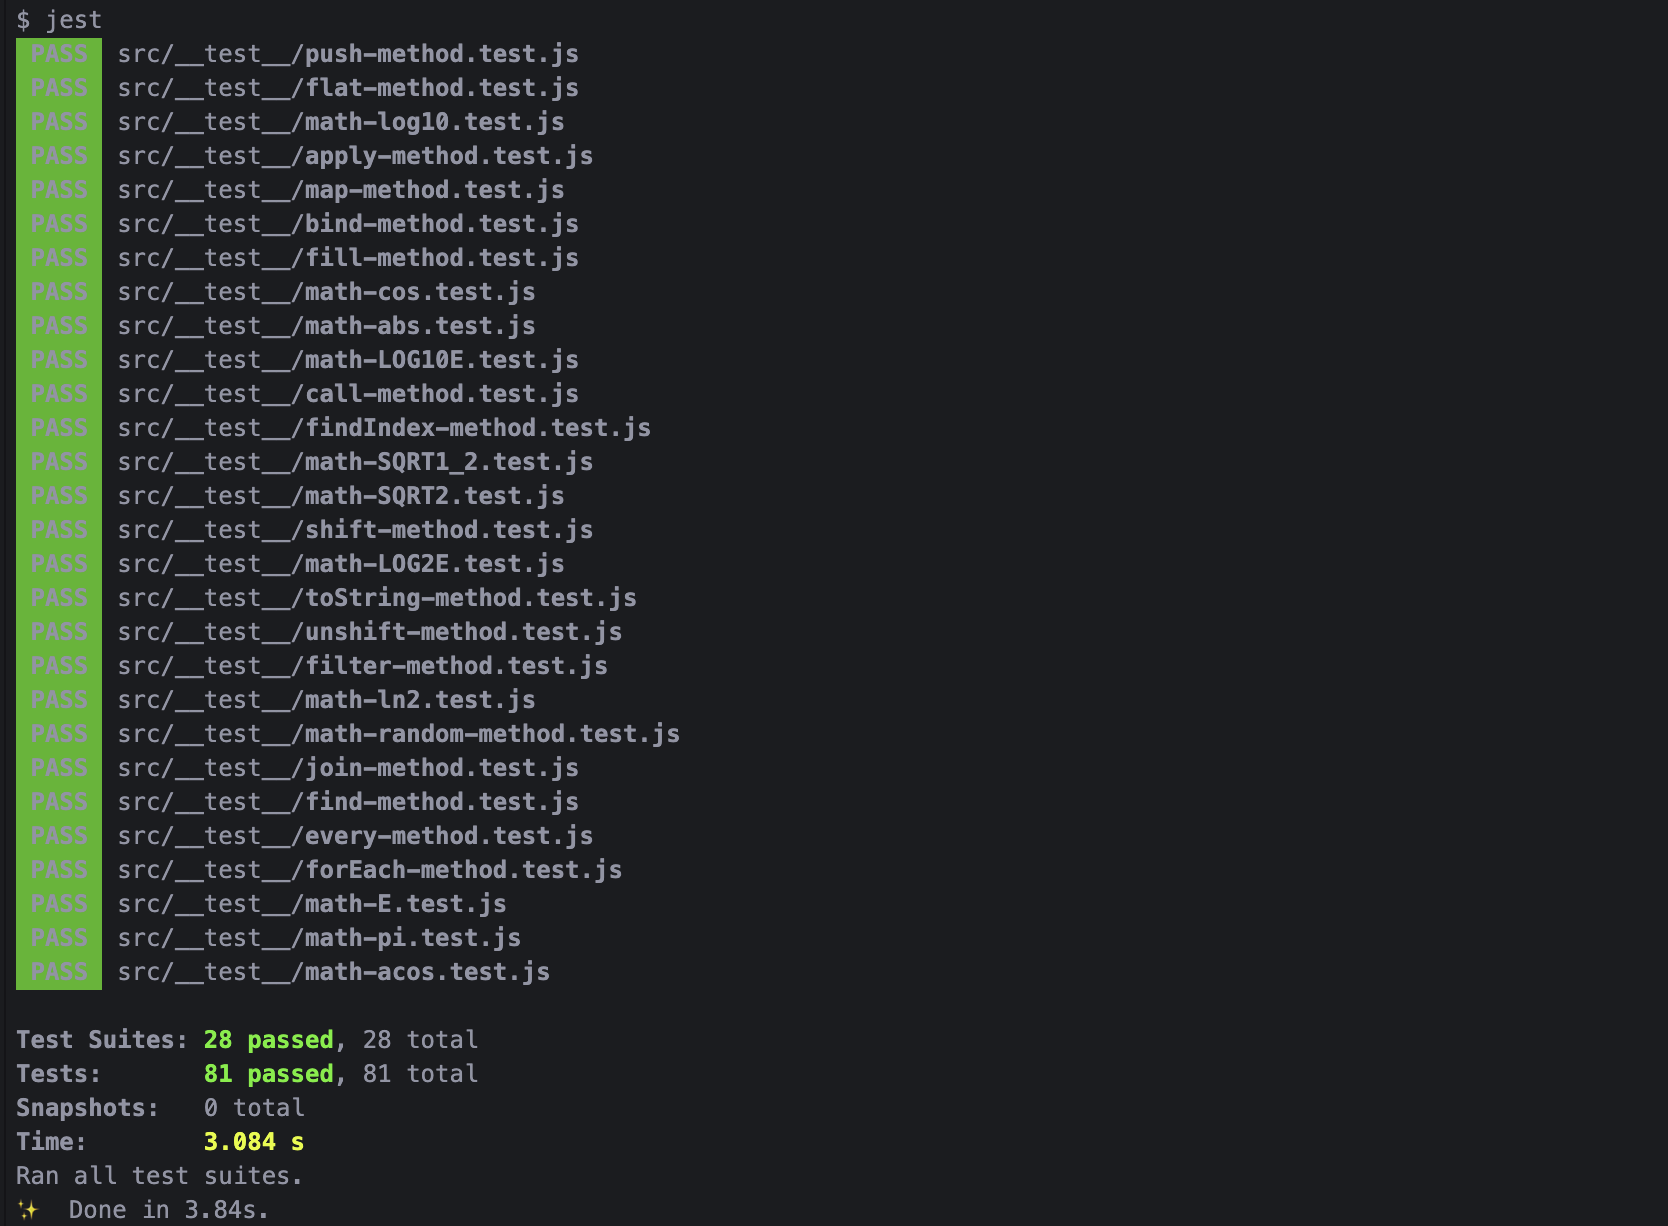 $ jest
PASS src/__test__/push-method.test.js
PASS src/__test__/flat-method.test.js
PASS src/__test__/math-log10.test.js
PASS src/__test__/apply-method.test.js
PASS src/__test__/map-method.test.js
PASS src/__test__/bind-method.test.js
PASS src/__test__/fill-method.test.js
PASS src/__test__/math-cos.test.js
PASS src/__test__/math-abs.test.js
PASS src/__test__/math-LOG10E.test.js
PASS src/__test__/call-method.test.js
PASS src/__test__/findIndex-method.test.js
PASS src/__test__/math-SQRT1_2.test.js
PASS src/__test__/math-SQRT2.test.js
PASS src/__test__/shift-method.test.js
PASS src/__test__/math-LOG2E.test.js
PASS src/__test__/toString-method.test.js
PASS src/__test__/unshift-method.test.js
PASS src/__test__/filter-method.test.js
PASS src/__test__/math-ln2.test.js
PASS src/__test__/math-random-method.test.js
PASS src/__test__/join-method.test.js
PASS src/__test__/find-method.test.js
PASS src/__test__/every-method.test.js
PASS src/__test__/forEach-method.test.js
PASS src/__test__/math-E.test.js
PASS src/__test__/math-pi.test.js
PASS src/__test__/math-acos.test.js
Test Suites: 28 passed, 28 total
Tests: 81 passed, 81 total
Snapshots: 0 total
Time: 3.084 s
Ran all test suites.
✨ Done in 3.84s.